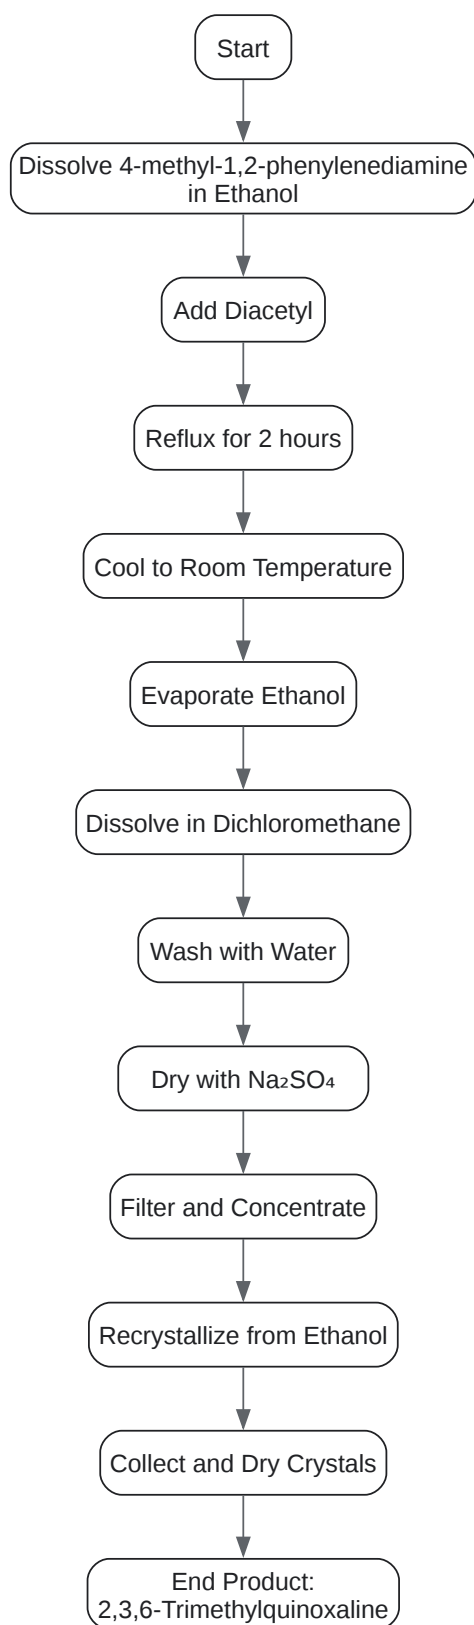 Start
Dissolve 4-methyl-1,2-phenylenediamine
in Ethanol
Add Diacetyl
Reflux for 2 hours
Cool to Room Temperature
Evaporate Ethanol
Dissolve in Dichloromethane
Wash with Water
Dry with Na₂SO₄
Filter and Concentrate
Recrystallize from Ethanol
Collect and Dry Crystals
End Product:
2,3,6-Trimethylquinoxaline